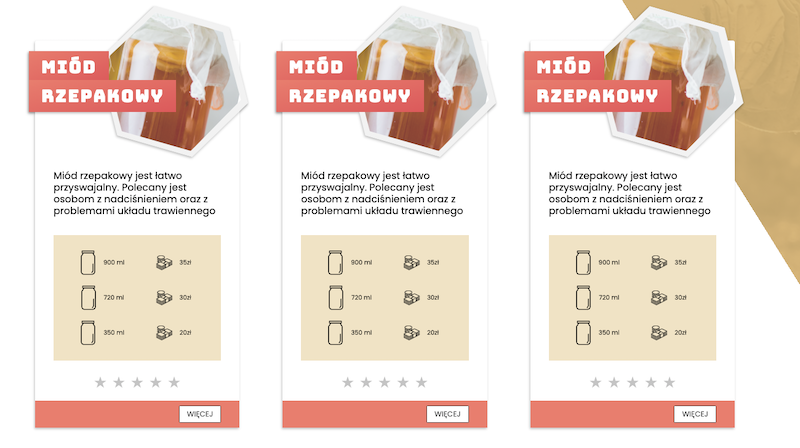 MIÓD
RZEPAKOWY
Miód rzepakowy jest łatwo
przyswajalny. Polecany jest
osobom z nadciśnieniem oraz z
problemami układu trawiennego
900 ml 35zł
720 ml 30zł
350 ml 20zł
WIĘCEJ
MIÓD
RZEPAKOWY
Miód rzepakowy jest łatwo
przyswajalny. Polecany jest
osobom z nadciśnieniem oraz z
problemami układu trawiennego
900 ml 35zł
720 ml 30zł
350 ml 20zł
WIĘCEJ
MIÓD
RZEPAKOWY
Miód rzepakowy jest łatwo
przyswajalny. Polecany jest
osobom z nadciśnieniem oraz z
problemami układu trawiennego
900 ml 35zł
720 ml 30zł
350 ml 20zł
WIĘCEJ